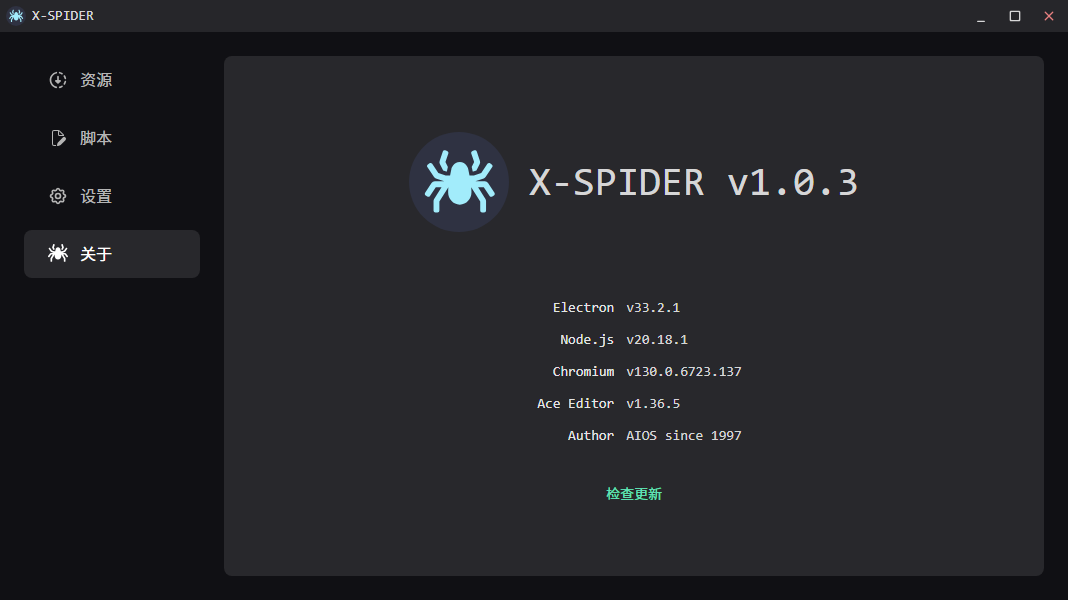 X-SPIDER
资源
脚本
设置
关于
X-SPIDER v1.0.3
Electron v33.2.1
Node.js v20.18.1
Chromium v130.0.6723.137
Ace Editor v1.36.5
Author AIOS since 1997
检查更新